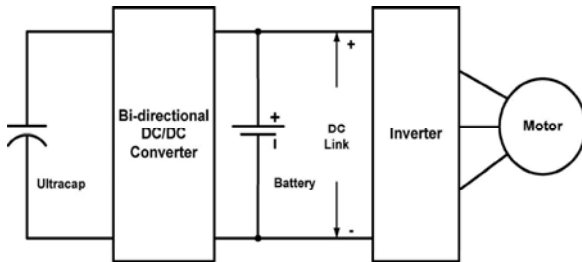 Ultracap
Bi-directional
DC/DC
Converter
+
Battery
+
DC
Link
-
Inverter
Motor